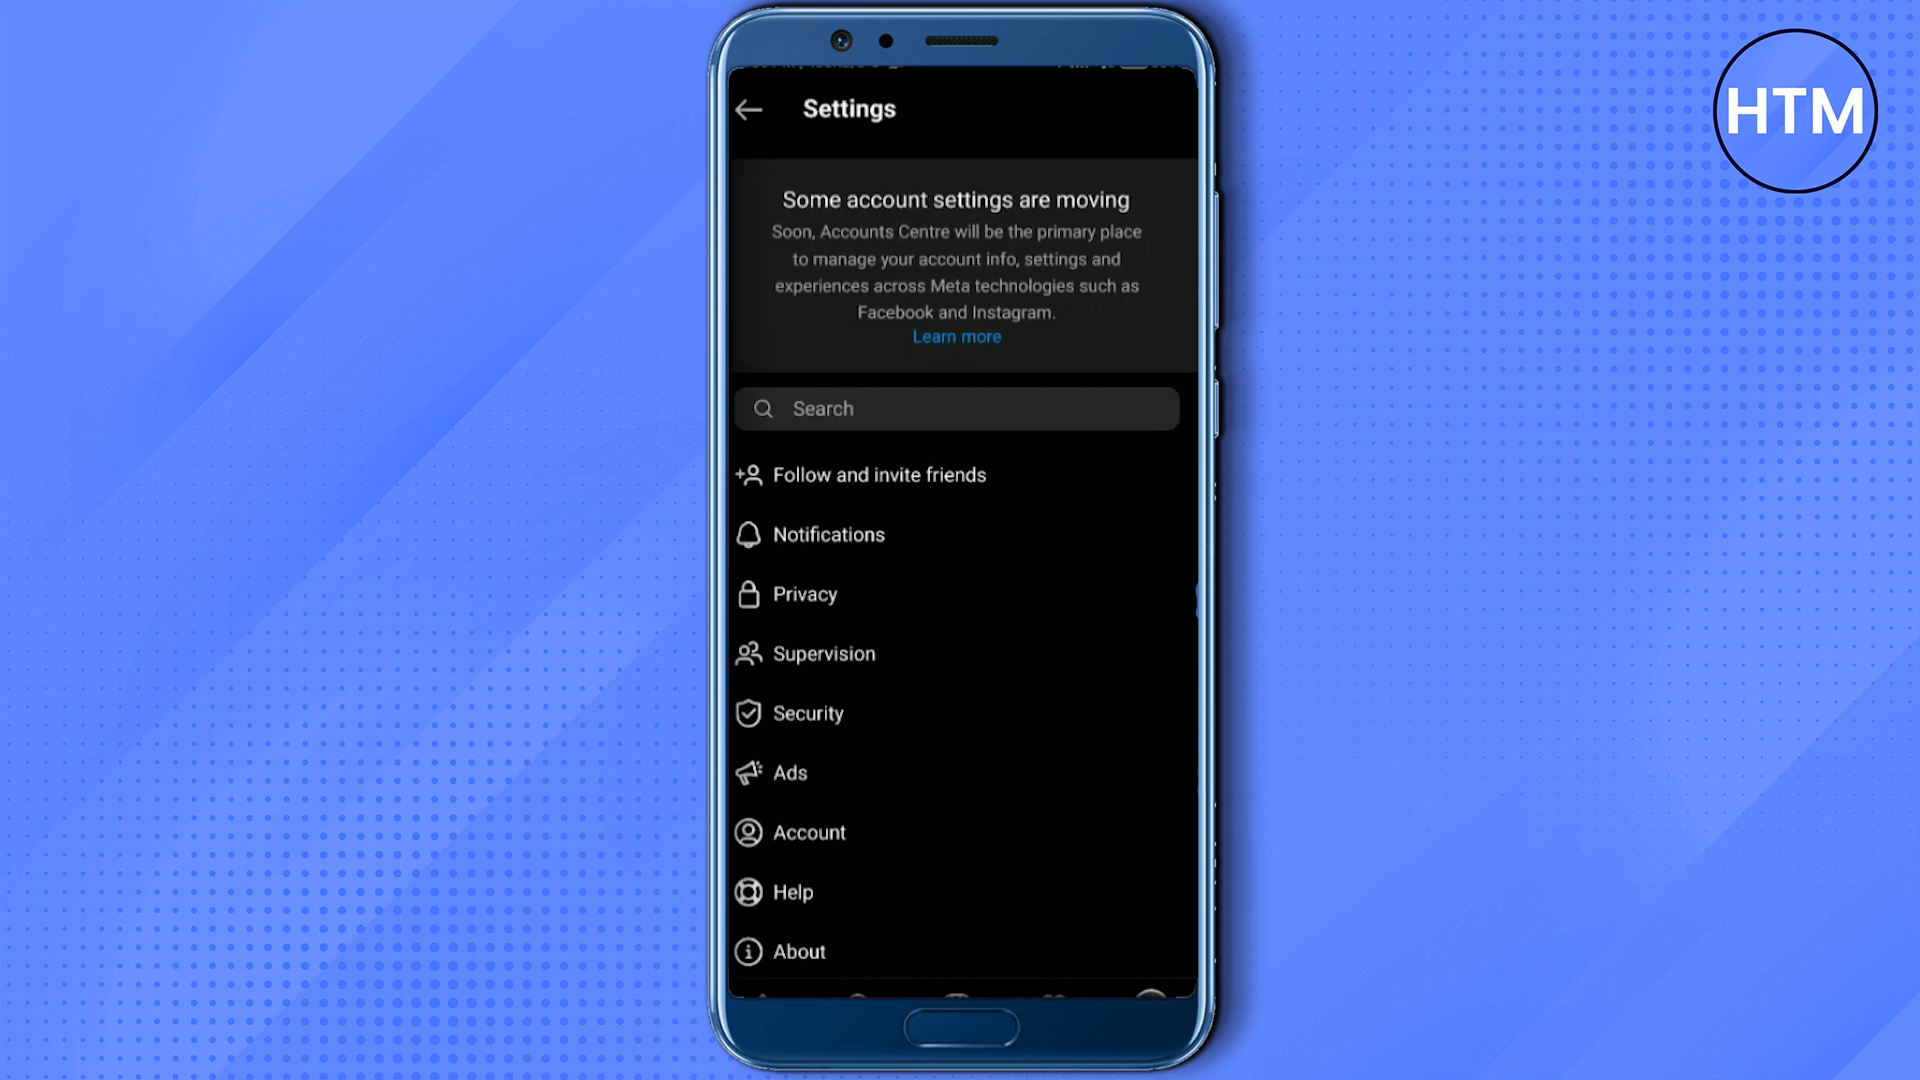 HTM
Settings
Some account settings are moving
Soon, Accounts Centre will be the primary place
to manage your account info, settings and
experiences across Meta technologies such as
Facebook and Instagram.
Learn more
Search
Follow and invite friends
Notifications
Privacy
Supervision
Security
Ads
Account
Help
About